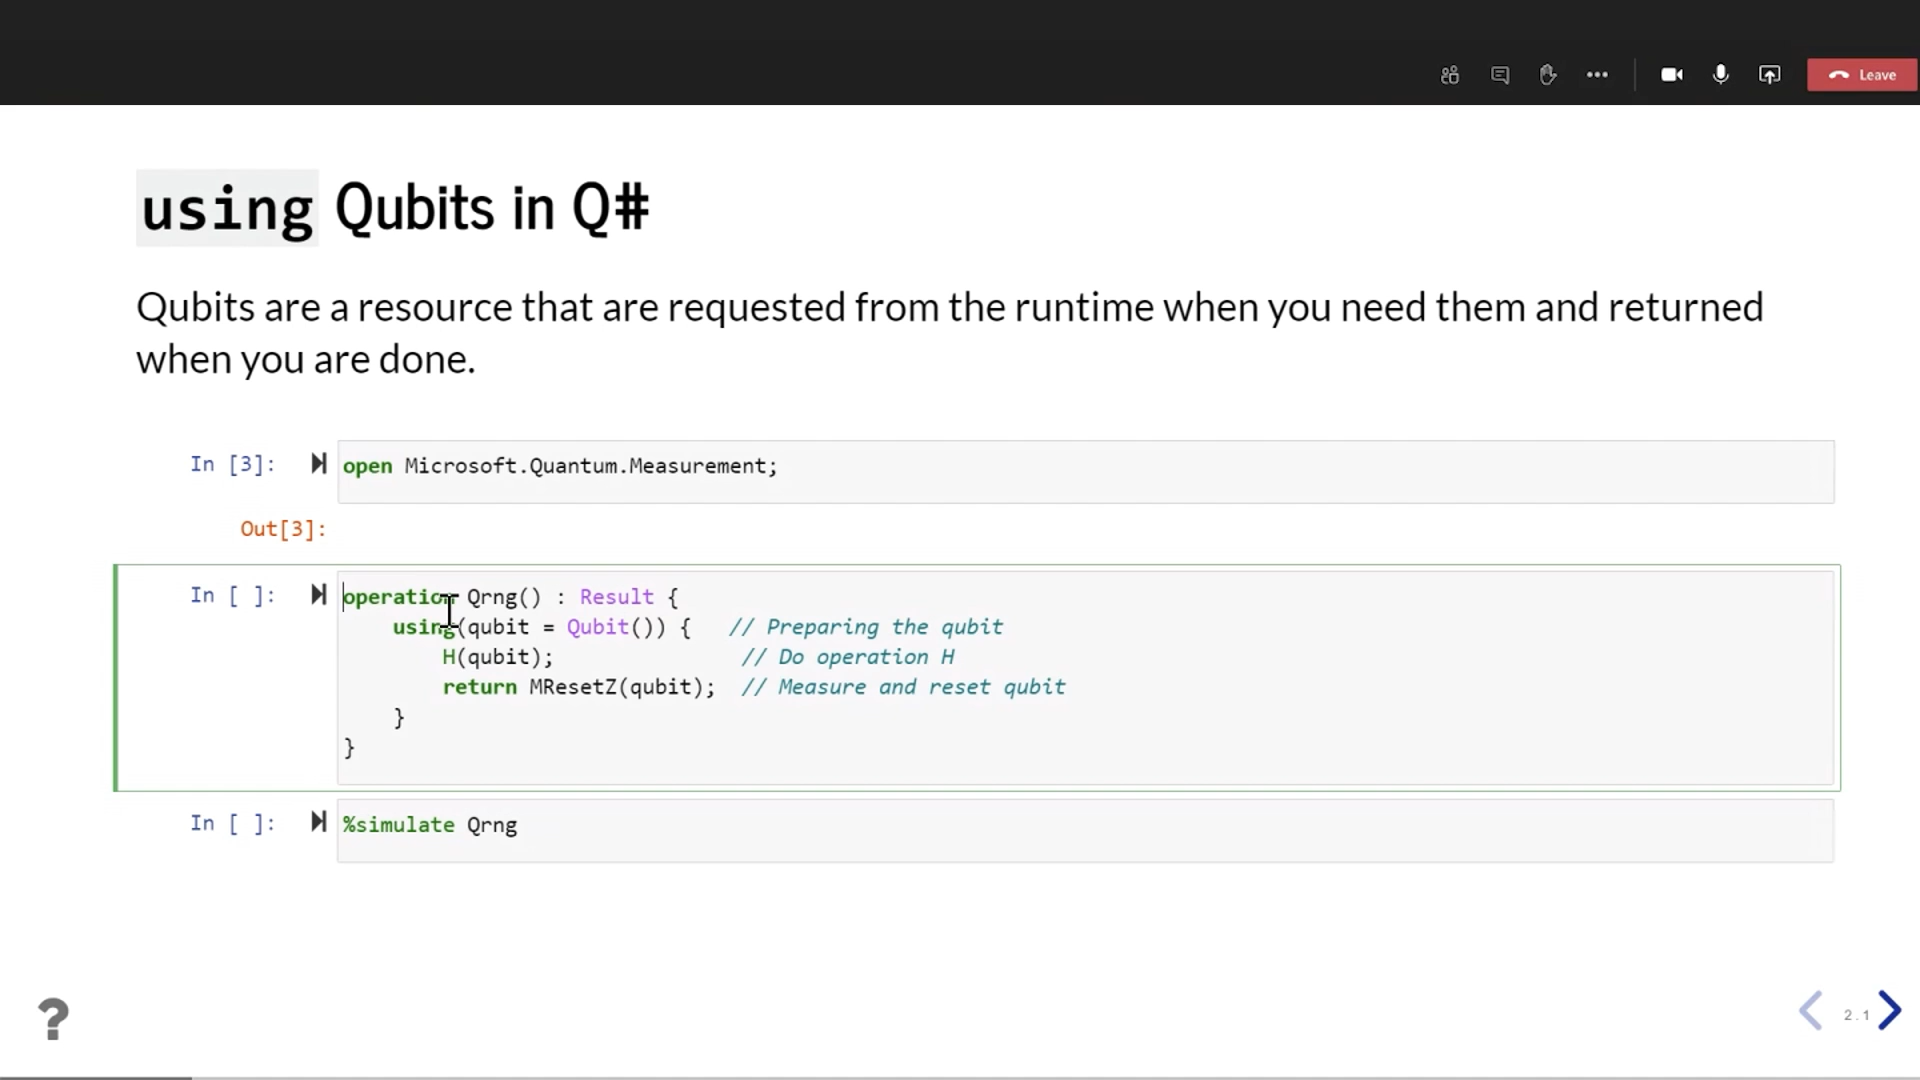 Leave
using Qubits in Q#
Qubits are a resource that are requested from the runtime when you need them and returned
when you are done.
In [3]: open Microsoft.Quantum.Measurement;
Out[3]:
In [ ]: operation Qrng() : Result {
    using(qubit = Qubit()) {   // Preparing the qubit
        H(qubit);               // Do operation H
        return MResetZ(qubit);  // Measure and reset qubit
    }
}
In [ ]: %simulate Qrng
?
2.1